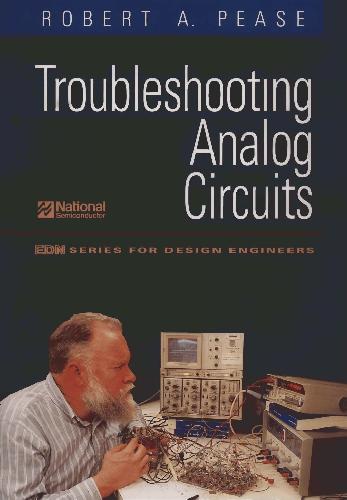 ROBERT A. PEASE
Troubleshooting
Analog
Circuits
National
Semiconductor
EDN SERIES FOR DESIGN ENGINEERS